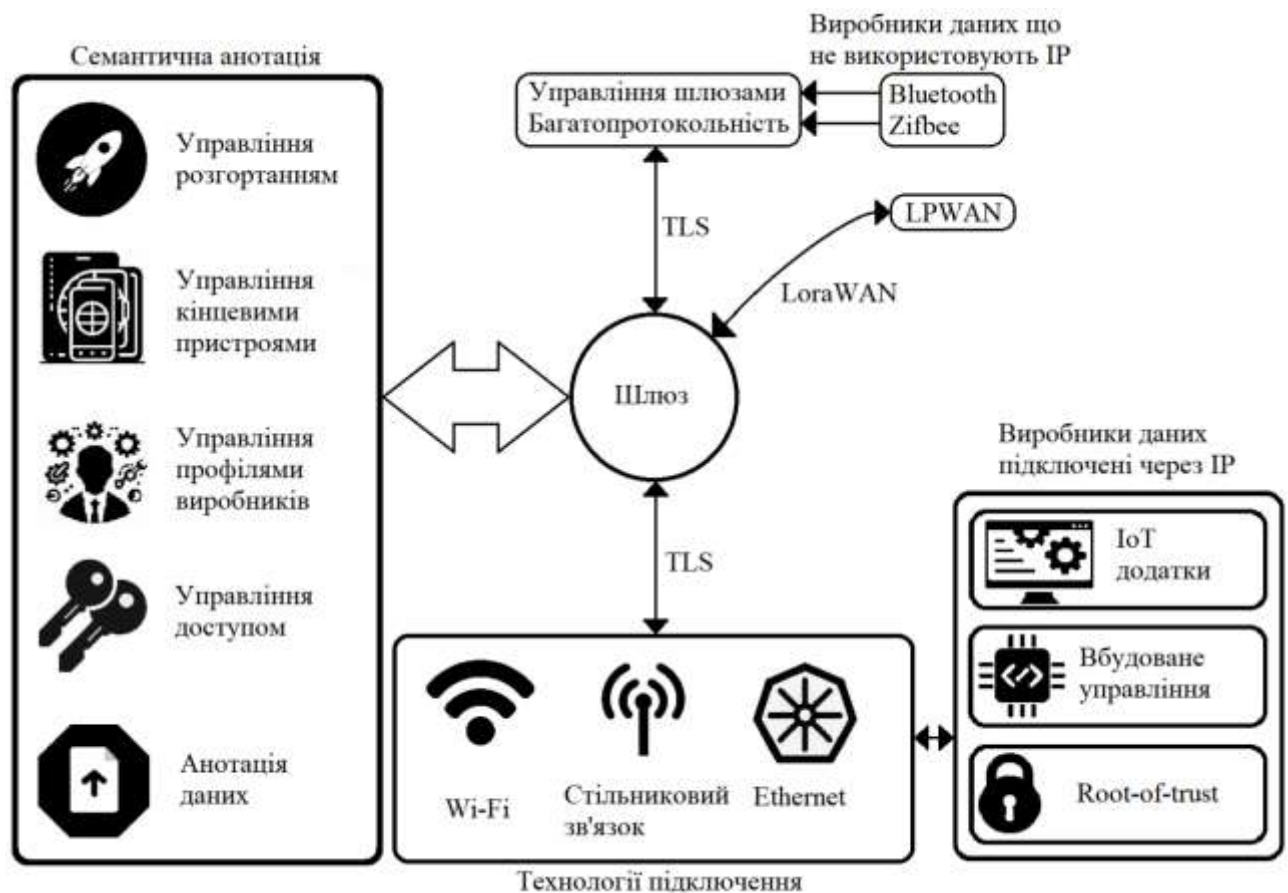 Семантична анотація
Управління
розгортанням
Управління
кінцевими
пристроями
Управління
профілями
виробників
Управління
доступом
Анотація
даних
Виробники даних що
не використовують IP
Управління шлюзами
Багатопротокольність
Bluetooth
Zifbee
TLS
LPWAN
LoraWAN
Шлюз
TLS
Виробники даних
підключені через IP
IoT
додатки
Вбудоване
управління
Root-of-trust
Wi-Fi
Стільниковий
зв'язок
Ethernet
Технології підключення